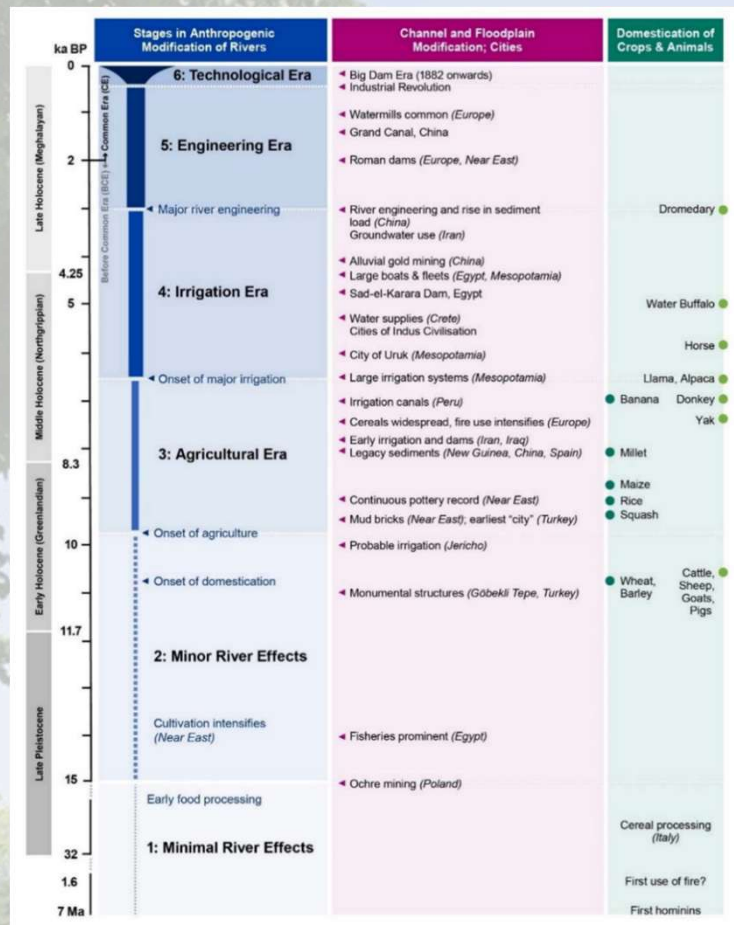 ka BP
Stages in Anthropogenic
Modification of Rivers
Channel and Floodplain
Modification; Cities
Domestication of
Crops & Animals
0
2
4.25
5
8.3
10
11.7
15
32
1.6
7 Ma
Late Holocene (Meghalayan)
Middle Holocene (Northgrippian)
Early Holocene (Greenlandian)
Late Pleistocene
Before Common Era (BCE) ↔ Common Era (CE)
6: Technological Era
5: Engineering Era
Major river engineering
4: Irrigation Era
Onset of major irrigation
3: Agricultural Era
Onset of agriculture
Onset of domestication
2: Minor River Effects
Cultivation intensifies
(Near East)
Early food processing
1: Minimal River Effects
Big Dam Era (1882 onwards)
Industrial Revolution
Watermills common (Europe)
Grand Canal, China
Roman dams (Europe, Near East)
River engineering and rise in sediment
load (China)
Groundwater use (Iran)
Alluvial gold mining (China)
Large boats & fleets (Egypt, Mesopotamia)
Sad-el-Karara Dam, Egypt
Water supplies (Crete)
Cities of Indus Civilisation
City of Uruk (Mesopotamia)
Large irrigation systems (Mesopotamia)
Irrigation canals (Peru)
Cereals widespread, fire use intensifies (Europe)
Early irrigation and dams (Iran, Iraq)
Legacy sediments (New Guinea, China, Spain)
Continuous pottery record (Near East)
Mud bricks (Near East); earliest "city" (Turkey)
Probable irrigation (Jericho)
Monumental structures (Göbekli Tepe, Turkey)
Fisheries prominent (Egypt)
Ochre mining (Poland)
Dromedary
Water Buffalo
Horse
Llama, Alpaca
Banana Donkey
Yak
Millet
Maize
Rice
Squash
Wheat,
Barley
Cattle,
Sheep,
Goats,
Pigs
Cereal processing
(Italy)
First use of fire?
First hominins